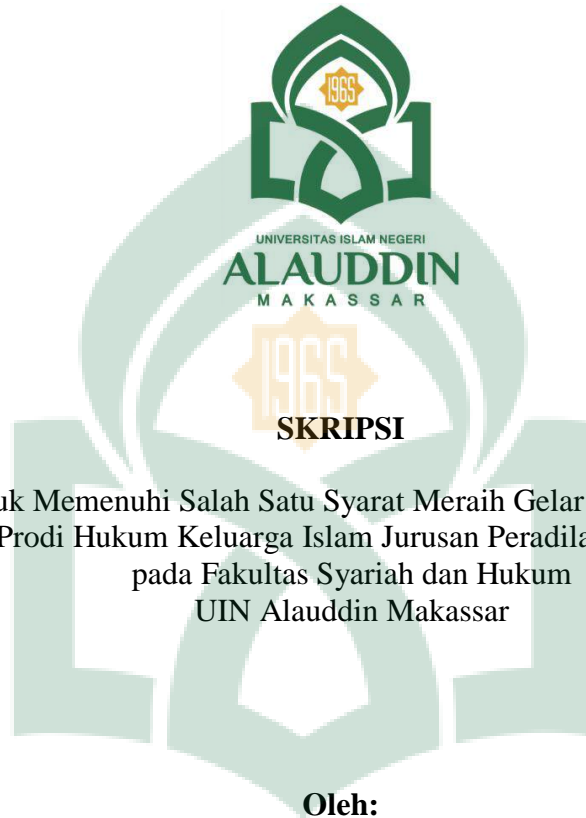 1965
UNIVERSITAS ISLAM NEGERI
ALAUDDIN
MAKASSAR
1965
SKRIPSI
uk Memenuhi Salah Satu Syarat Meraih Gelar
Prodi Hukum Keluarga Islam Jurusan Peradila
pada Fakultas Syariah dan Hukum
UIN Alauddin Makassar
Oleh: